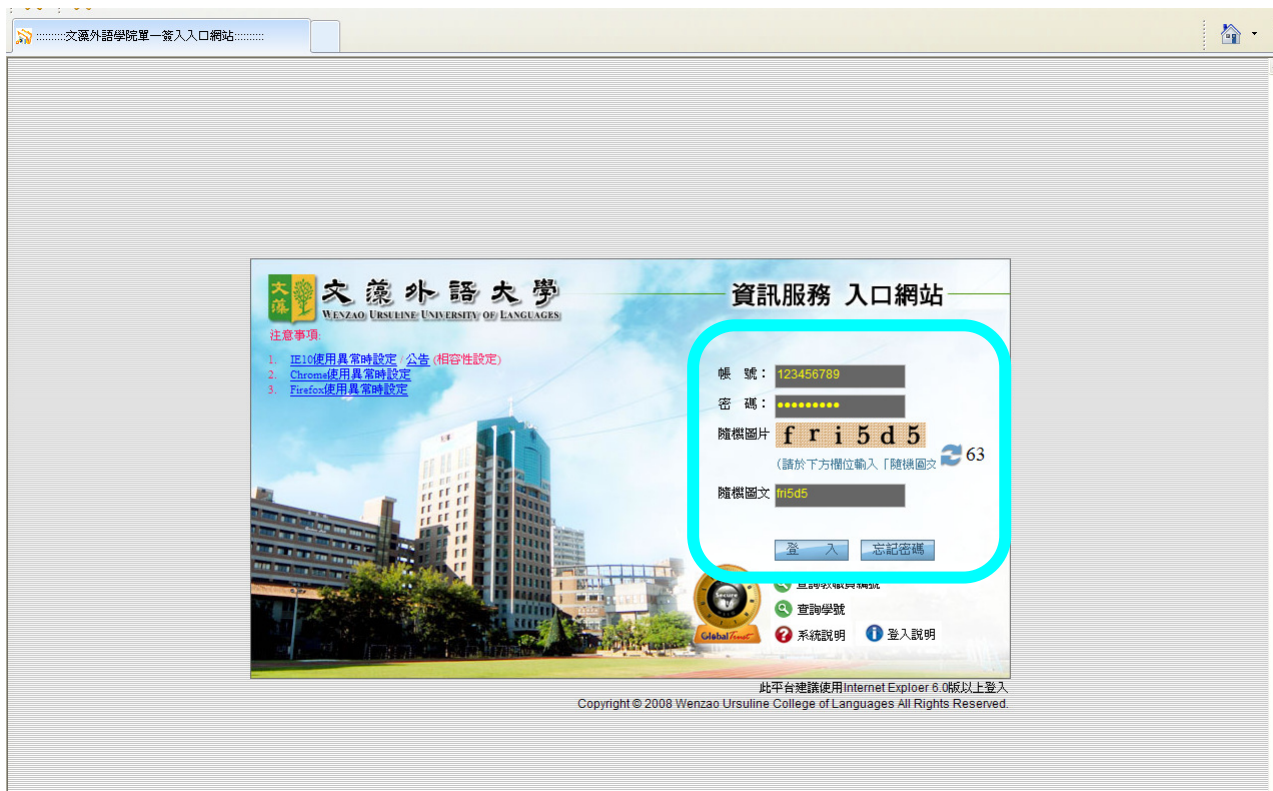 ::::::::::文藻外語學院單一簽入入口網站::::::::::
文藻
文藻外語大學
WENZAO URSULINE UNIVERSITY OF LANGUAGES
資訊服務 入口網站
注意事項:
1. IE10使用異常時設定 / 公告 (相容性設定)
2. Chrome使用異常時設定
3. Firefox使用異常時設定
帳 號： 123456789
密 碼： •••••••••
隨機圖片 fri5d5
(請於下方欄位輸入「隨機圖文 63
隨機圖文 fri5d5
登 入 忘記密碼
查詢教職員編號
Secure
GlobalTrust
查詢學號
系統說明 登入說明
此平台建議使用Internet Exploer 6.0版以上登入
Copyright © 2008 Wenzao Ursuline College of Languages All Rights Reserved.